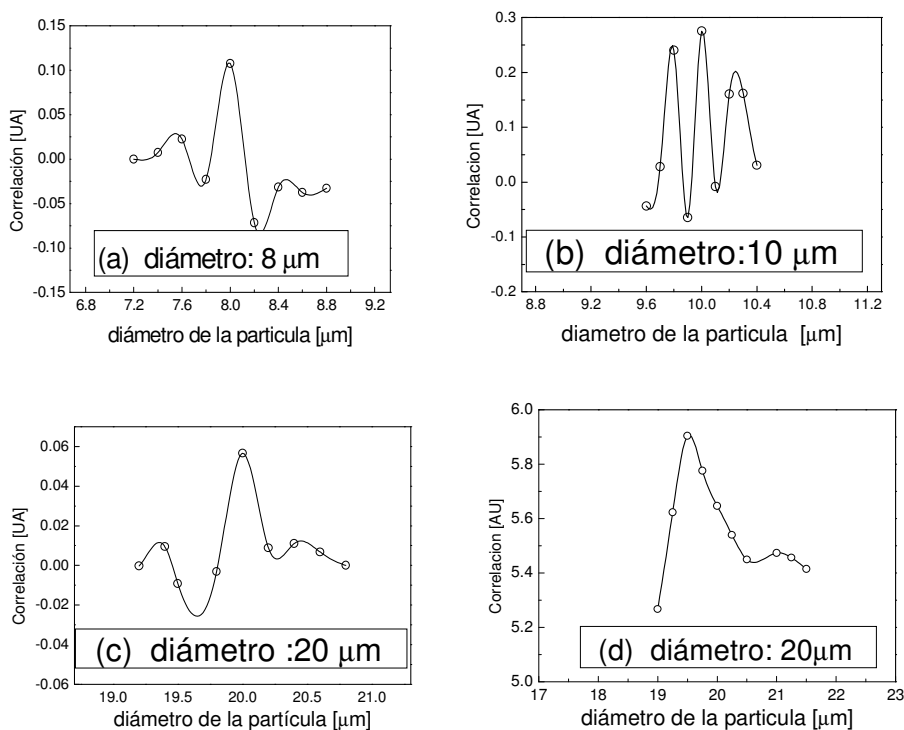 0.15
0.10
0.05
0.00
-0.05
-0.10
-0.15
Correlación [UA]
(a) diámetro: 8 μm
6.8 7.2 7.6 8.0 8.4 8.8 9.2
diámetro de la particula [μm]
0.3
0.2
0.1
0.0
-0.1
-0.2
Correlacion [UA]
(b) diámetro:10 μm
8.8 9.2 9.6 10.0 10.4 10.8 11.2
diametro de la particula [μm]
0.06
0.04
0.02
0.00
-0.02
-0.04
-0.06
Correlación [UA]
(c) diámetro :20 μm
19.0 19.5 20.0 20.5 21.0
diámetro de la partícula [μm]
6.0
5.8
5.6
5.4
5.2
5.0
Correlacion [AU]
(d) diámetro: 20μm
17 18 19 20 21 22 23
diámetro de la particula [μm]